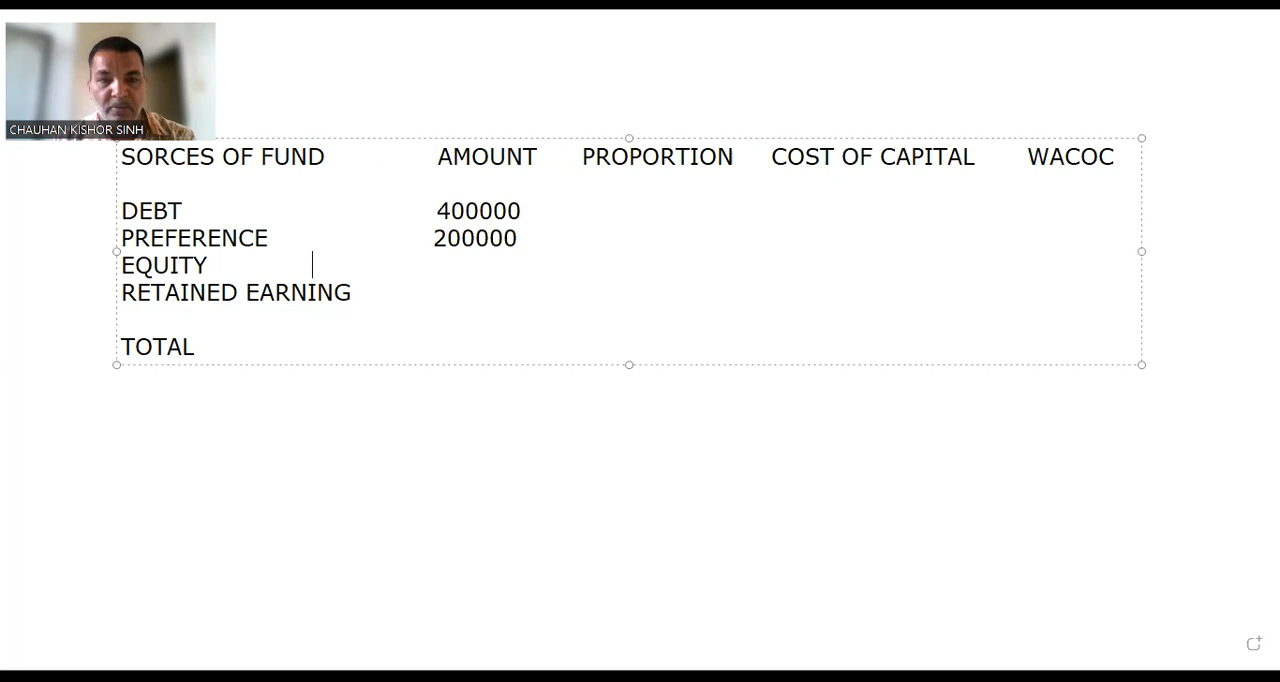 CHAUHAN KISHOR SINH
SORCES OF FUND AMOUNT PROPORTION COST OF CAPITAL WACOC
DEBT 400000
PREFERENCE 200000
EQUITY
RETAINED EARNING
TOTAL